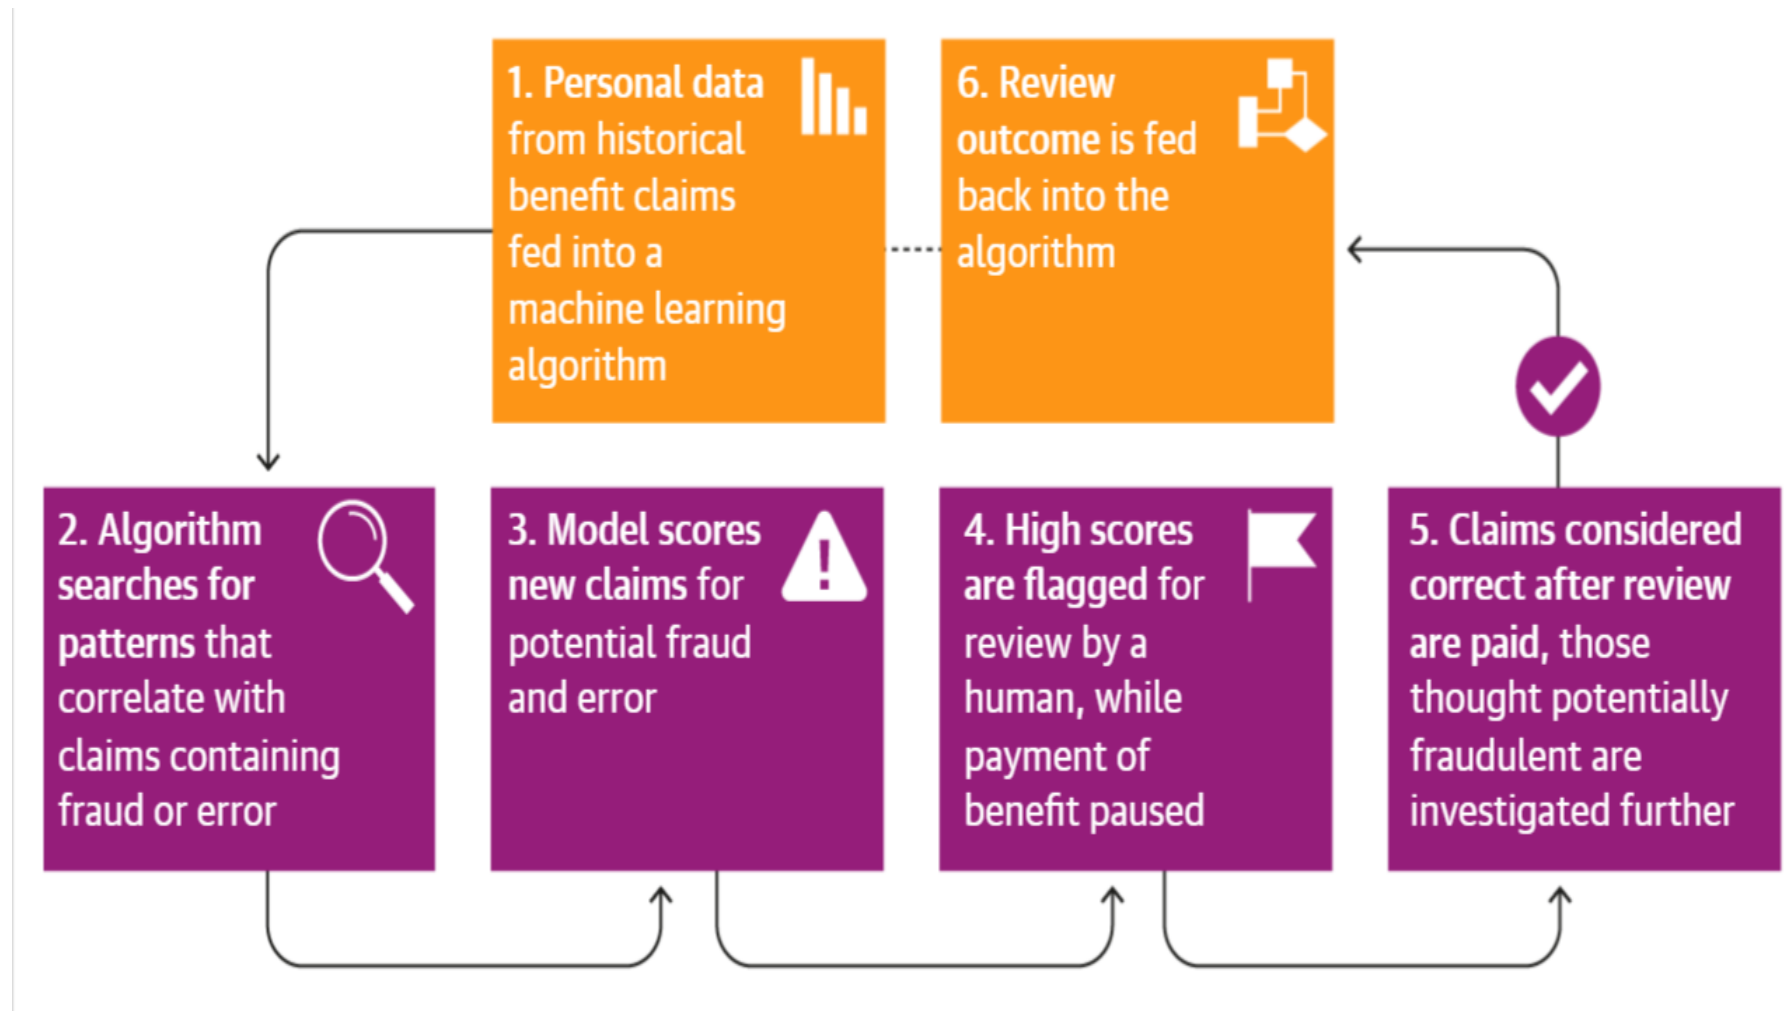 1. Personal data
from historical
benefit claims
fed into a
machine learning
algorithm
6. Review
outcome is fed
back into the
algorithm
2. Algorithm
searches for
patterns that
correlate with
claims containing
fraud or error
3. Model scores
new claims for
potential fraud
and error
4. High scores
are flagged for
review by a
human, while
payment of
benefit paused
5. Claims considered
correct after review
are paid, those
thought potentially
fraudulent are
investigated further